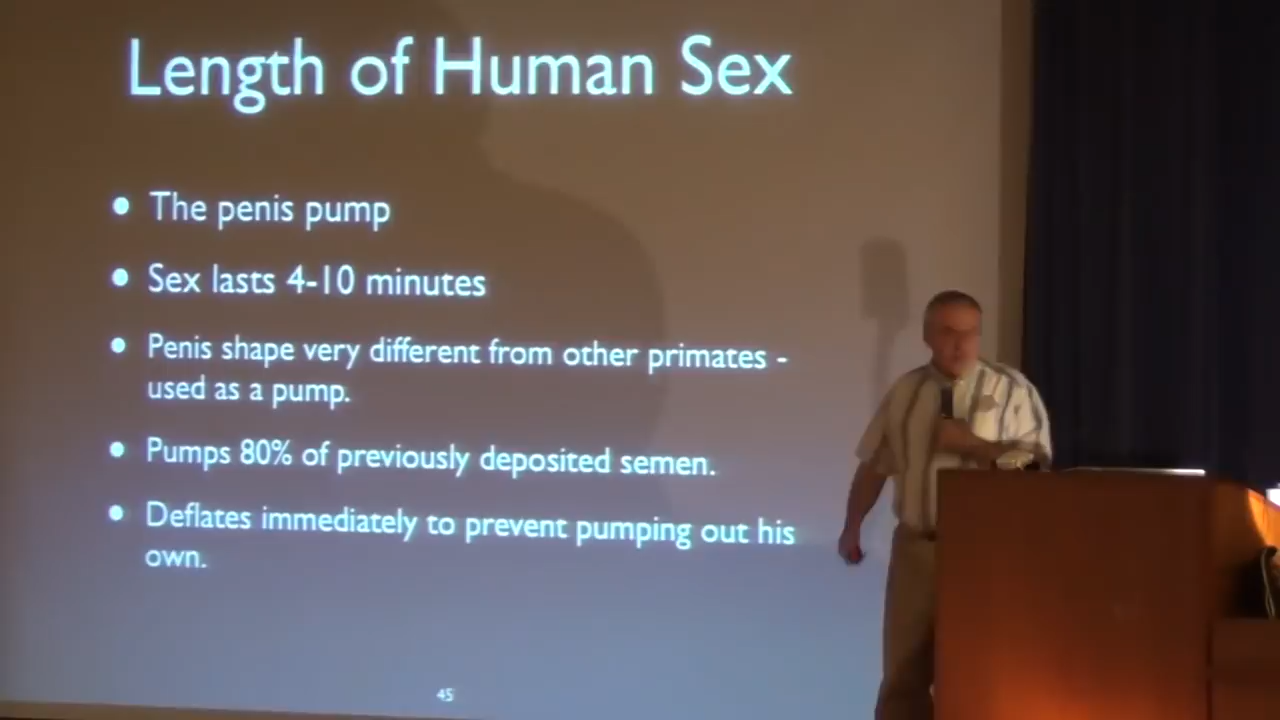 Length of Human Sex
• The penis pump
• Sex lasts 4-10 minutes
• Penis shape very different from other primates -
used as a pump.
• Pumps 80% of previously deposited semen.
• Deflates immediately to prevent pumping out his
own.
45